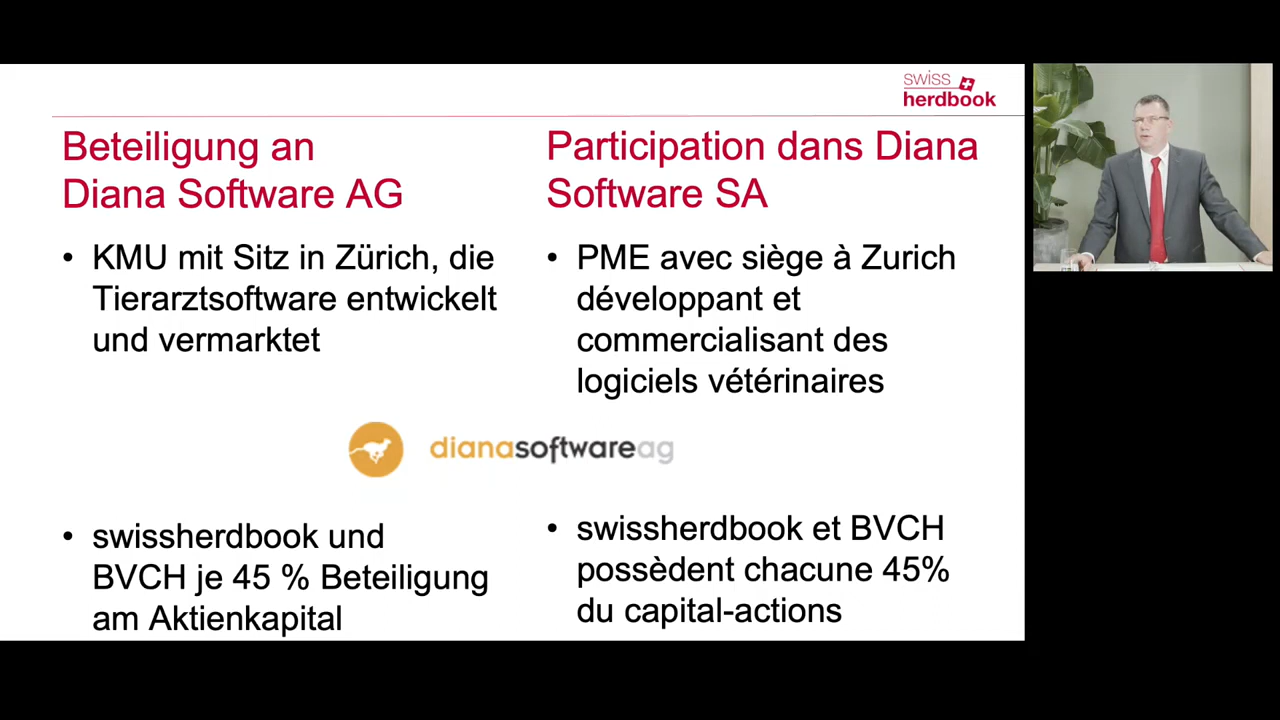 swiss
herdbook
Beteiligung an
Diana Software AG
• KMU mit Sitz in Zürich, die
Tierarztsoftware entwickelt
und vermarktet
Participation dans Diana
Software SA
• PME avec siège à Zurich
développant et
commercialisant des
logiciels vétérinaires
dianasoftwareag
• swissherdbook und
BVCH je 45 % Beteiligung
am Aktienkapital
• swissherdbook et BVCH
possèdent chacune 45%
du capital-actions